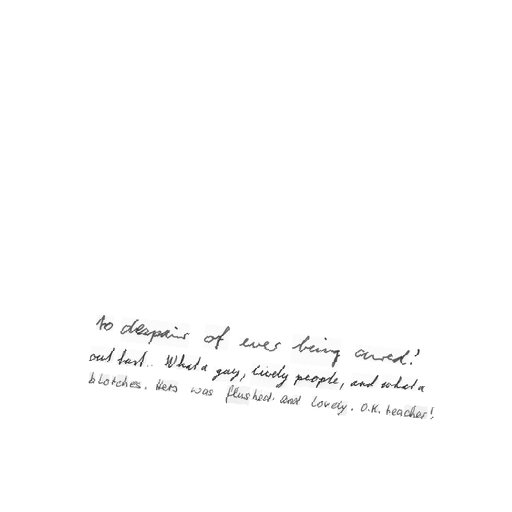 to despair of ever being cured!'
out last.. What a gay, lively people, and what a
blotches. Hers was flushed and lovely. O.K. teacher!